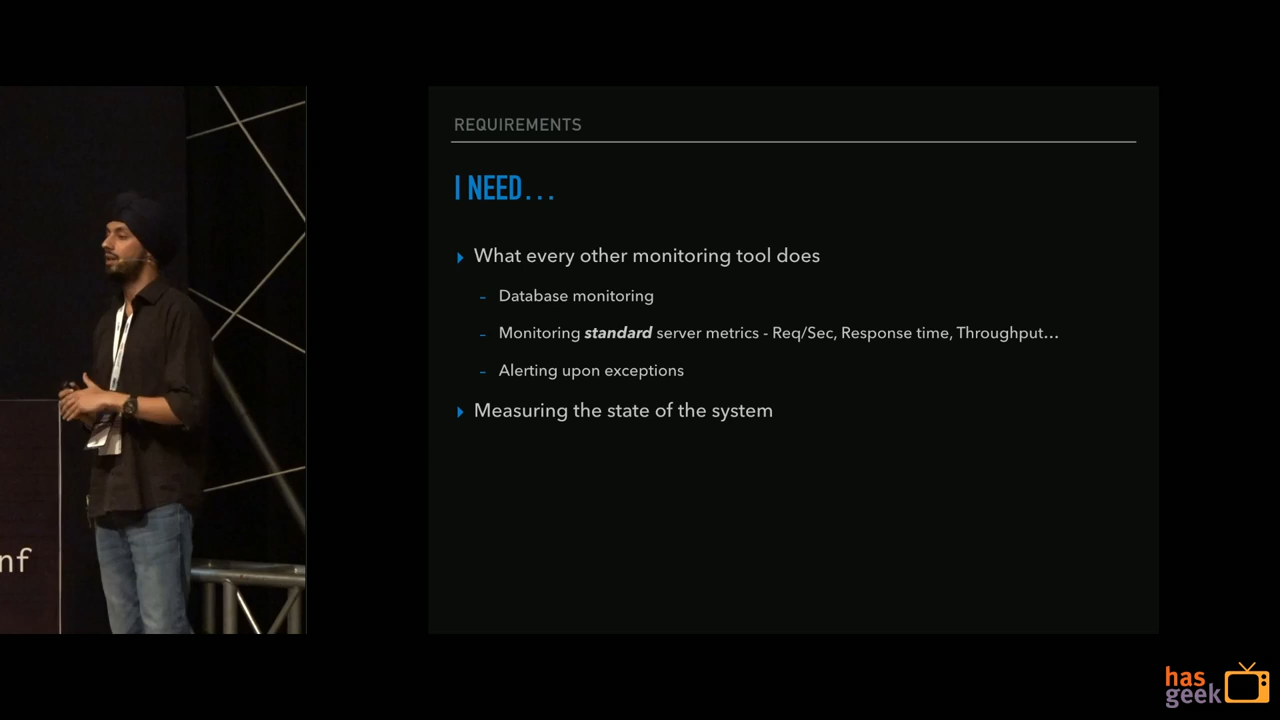 REQUIREMENTS
I NEED...
What every other monitoring tool does
- Database monitoring
- Monitoring standard server metrics - Req/Sec, Response time, Throughput...
- Alerting upon exceptions
Measuring the state of the system
nf
has
geek